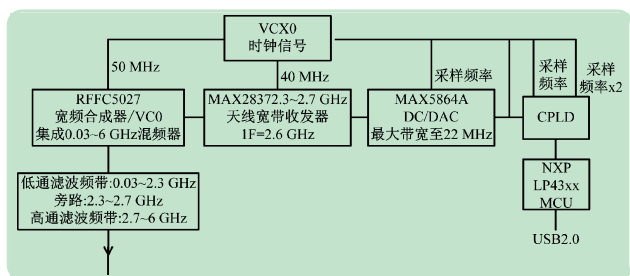 VCX0
时钟信号
50 MHz
40 MHz
采样频率
采样
频率
采样
频率x2
RFFC5027
宽频合成器/VC0
集成0.03~6 GHz混频器
MAX28372.3~2.7 GHz
天线宽带收发器
1F=2.6 GHz
MAX5864A
DC/DAC
最大带宽至22 MHz
CPLD
低通滤波频带:0.03~2.3 GHz
旁路:2.3~2.7 GHz
高通滤波频带:2.7~6 GHz
NXP
LP43xx
MCU
USB2.0